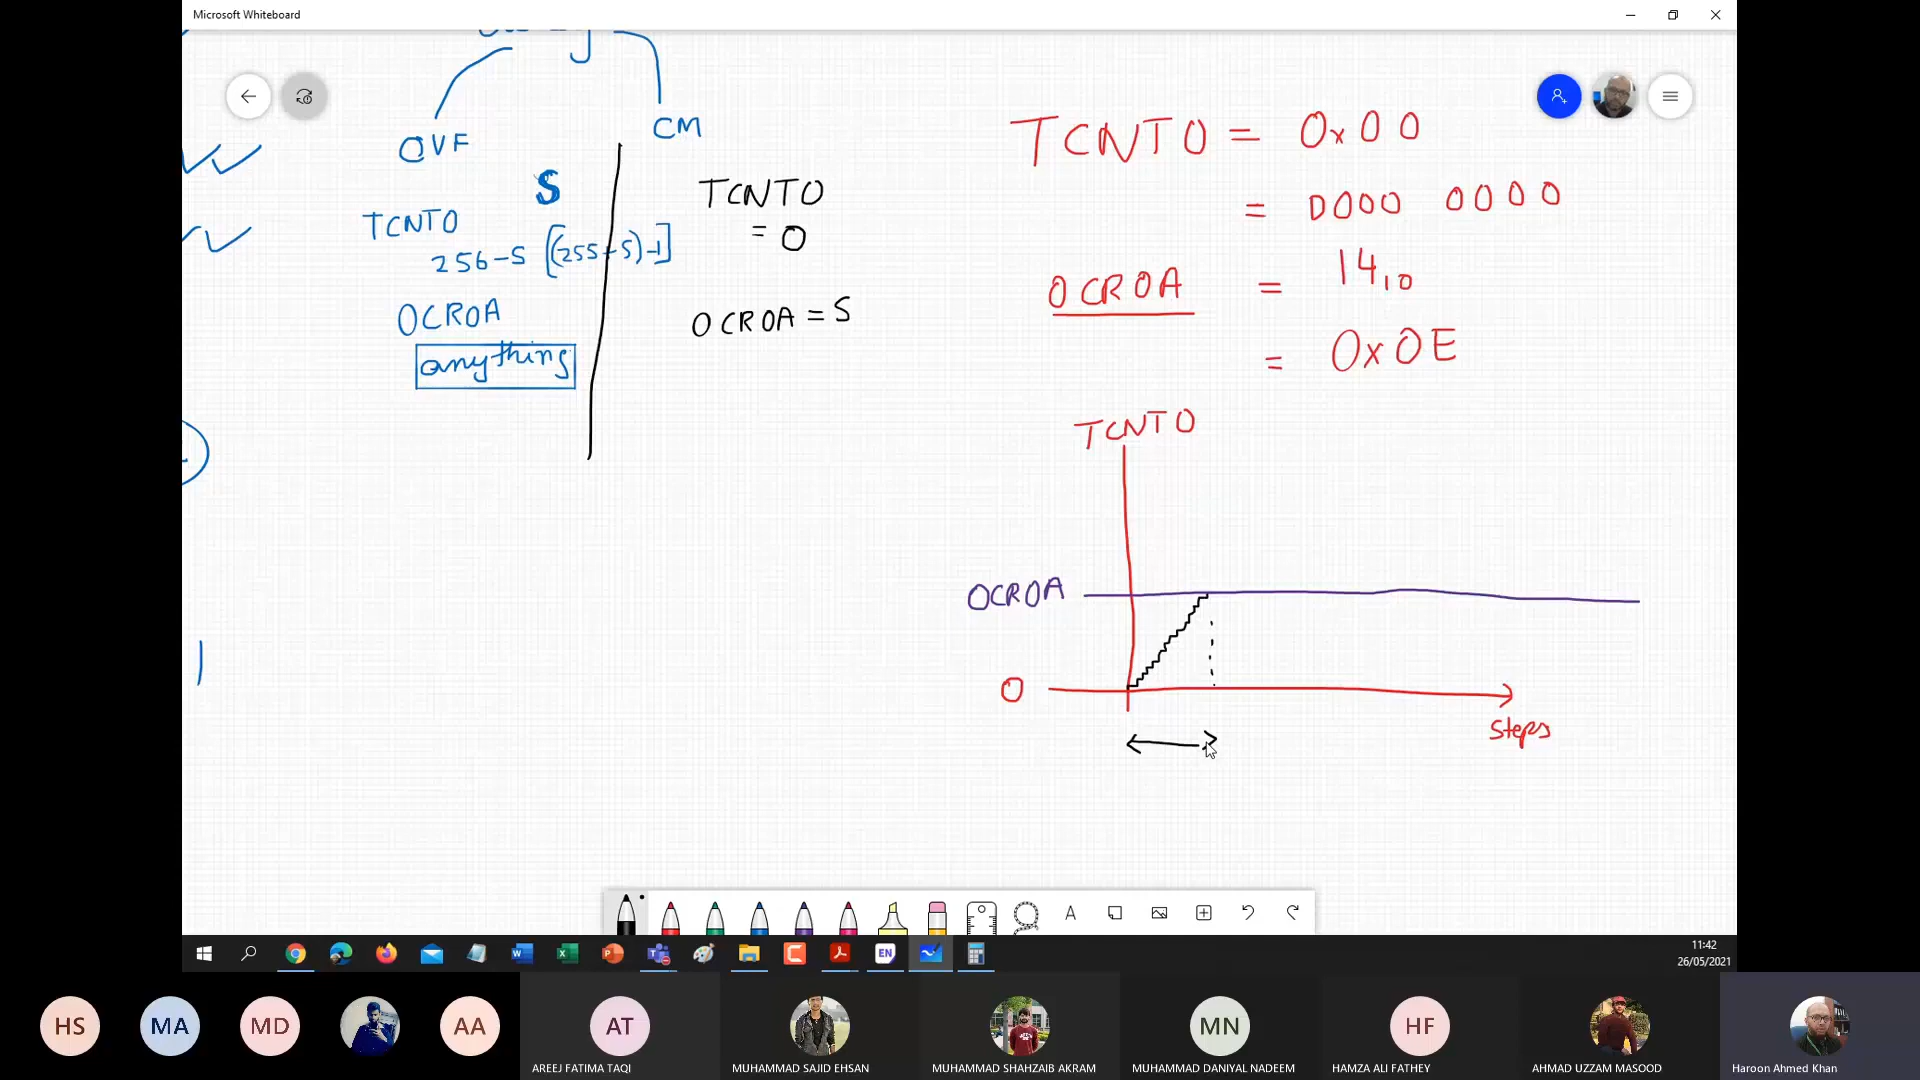 Microsoft Whiteboard
OVF
CM
S
TCNT0
256-S [(255-S)-1]
OCR0A
anything
TCNT0
= 0
OCR0A = S
TCNT0 = 0x00
= 0000 0000
OCR0A = 14₁₀
= 0x0E
TCNT0
OCR0A
0
Steps
A
EN
11:42
26/05/2021
HS
MA
MD
AA
AT
MN
HF
AREEJ FATIMA TAQI
MUHAMMAD SAJID EHSAN
MUHAMMAD SHAHZAIB AKRAM
MUHAMMAD DANIYAL NADEEM
HAMZA ALI FATHEY
AHMAD UZZAM MASOOD
Haroon Ahmed Khan